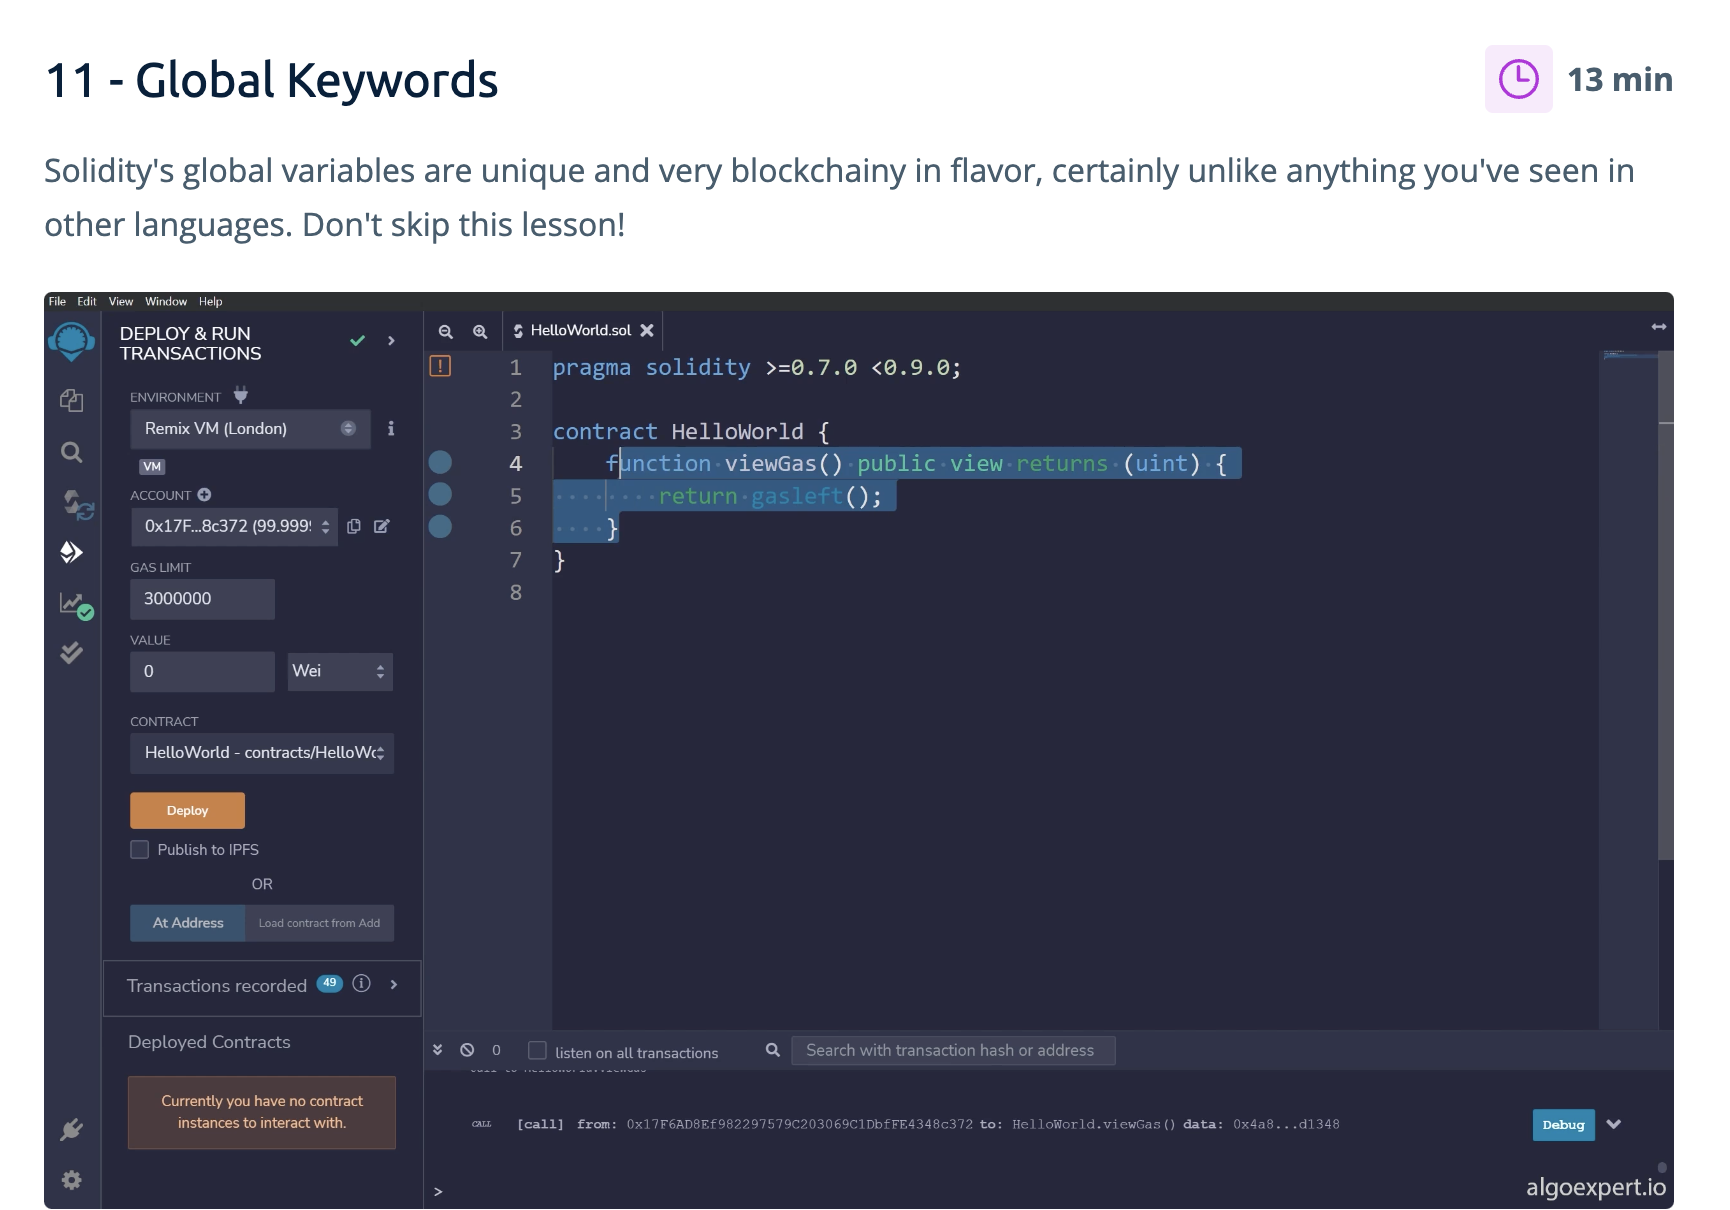 11 - Global Keywords
13 min
Solidity's global variables are unique and very blockchainy in flavor, certainly unlike anything you've seen in
other languages. Don't skip this lesson!
File Edit View Window Help
DEPLOY & RUN
TRANSACTIONS
ENVIRONMENT
Remix VM (London)
VM
ACCOUNT
0x17F...8c372 (99.999
GAS LIMIT
3000000
VALUE
0
Wei
CONTRACT
HelloWorld - contracts/HelloWo
Deploy
Publish to IPFS
OR
At Address
Load contract from Add
Transactions recorded 49
Deployed Contracts
Currently you have no contract
instances to interact with.
HelloWorld.sol
1 pragma solidity >=0.7.0 <0.9.0;
2
3 contract HelloWorld {
4 function viewGas() public view returns (uint) {
5 return gasleft();
6 }
7 }
8
0
listen on all transactions
Search with transaction hash or address
call to HelloWorld.viewGas
CALL [call] from: 0x17F6AD8Ef982297579C203069C1DbfFE4348c372 to: HelloWorld.viewGas() data: 0x4a8...d1348
Debug
>
algoexpert.io